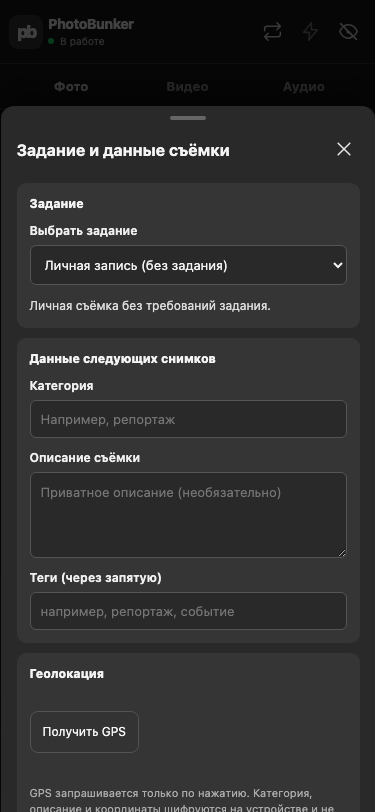 pb PhotoBunker
В работе
Фото Видео Аудио
Задание и данные съёмки
Задание
Выбрать задание
Личная запись (без задания)
Личная съёмка без требований задания.
Данные следующих снимков
Категория
Например, репортаж
Описание съёмки
Приватное описание (необязательно)
Теги (через запятую)
например, репортаж, событие
Геолокация
Получить GPS
GPS запрашивается только по нажатию. Категория,
описание и координаты шифруются на устройстве и не